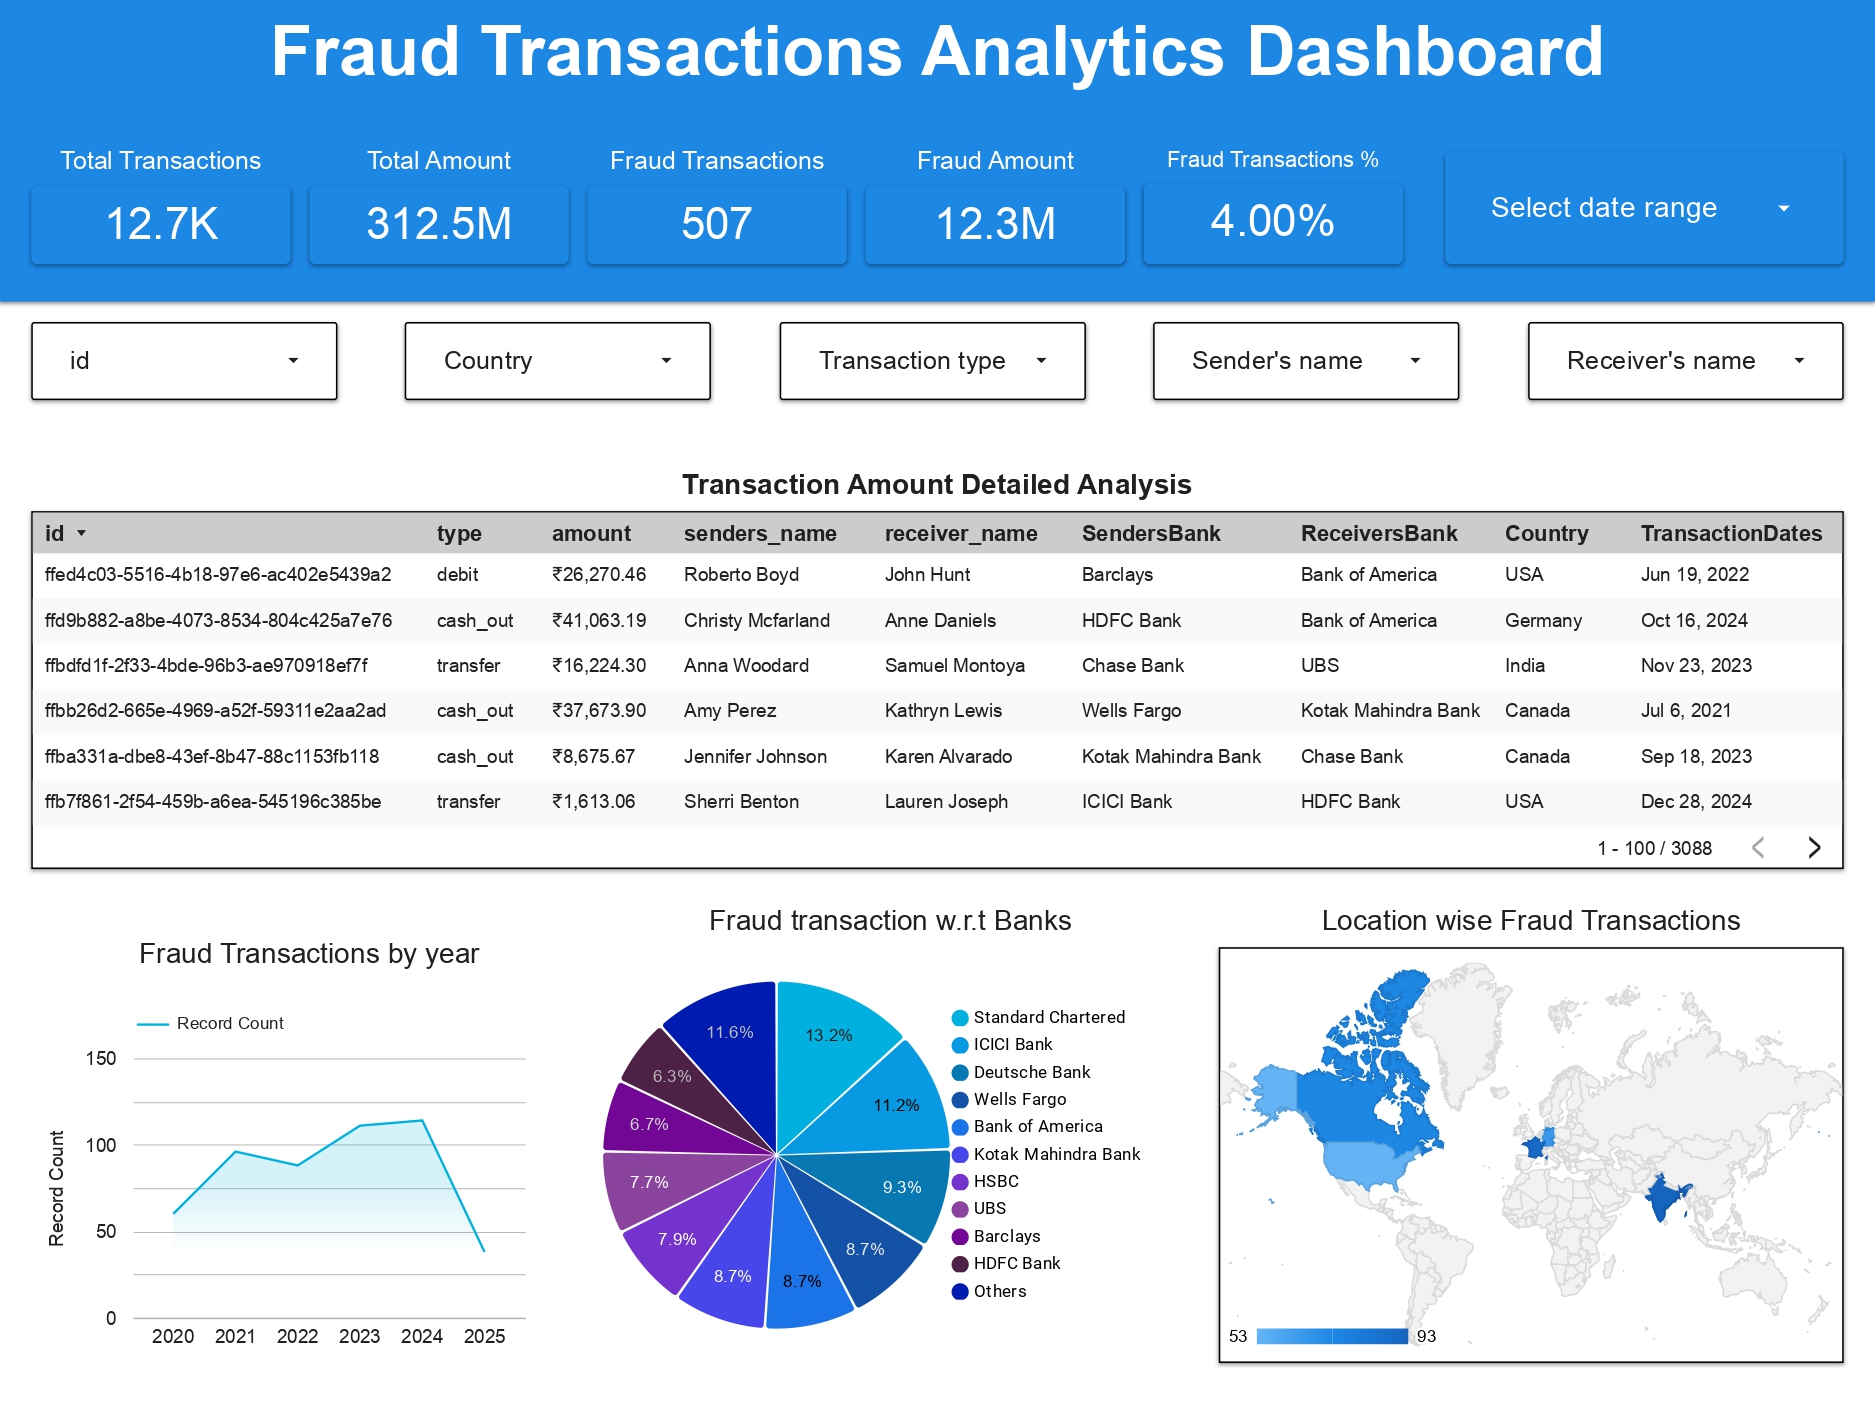 Fraud Transactions Analytics Dashboard
Total Transactions
12.7K
Total Amount
312.5M
Fraud Transactions
507
Fraud Amount
12.3M
Fraud Transactions %
4.00%
Select date range
id
Country
Transaction type
Sender's name
Receiver's name
Transaction Amount Detailed Analysis
id type amount senders_name receiver_name SendersBank ReceiversBank Country TransactionDates
ffed4c03-5516-4b18-97e6-ac402e5439a2 debit ₹26,270.46 Roberto Boyd John Hunt Barclays Bank of America USA Jun 19, 2022
ffd9b882-a8be-4073-8534-804c425a7e76 cash_out ₹41,063.19 Christy Mcfarland Anne Daniels HDFC Bank Bank of America Germany Oct 16, 2024
ffbdfd1f-2f33-4bde-96b3-ae970918ef7f transfer ₹16,224.30 Anna Woodard Samuel Montoya Chase Bank UBS India Nov 23, 2023
ffbb26d2-665e-4969-a52f-59311e2aa2ad cash_out ₹37,673.90 Amy Perez Kathryn Lewis Wells Fargo Kotak Mahindra Bank Canada Jul 6, 2021
ffba331a-dbe8-43ef-8b47-88c1153fb118 cash_out ₹8,675.67 Jennifer Johnson Karen Alvarado Kotak Mahindra Bank Chase Bank Canada Sep 18, 2023
ffb7f861-2f54-459b-a6ea-545196c385be transfer ₹1,613.06 Sherri Benton Lauren Joseph ICICI Bank HDFC Bank USA Dec 28, 2024
1 - 100 / 3088
Fraud Transactions by year
Record Count
Record Count
150
100
50
0
2020 2021 2022 2023 2024 2025
Fraud transaction w.r.t Banks
13.2%
11.2%
9.3%
8.7%
8.7%
8.7%
7.9%
7.7%
6.7%
6.3%
11.6%
Standard Chartered
ICICI Bank
Deutsche Bank
Wells Fargo
Bank of America
Kotak Mahindra Bank
HSBC
UBS
Barclays
HDFC Bank
Others
Location wise Fraud Transactions
53 93